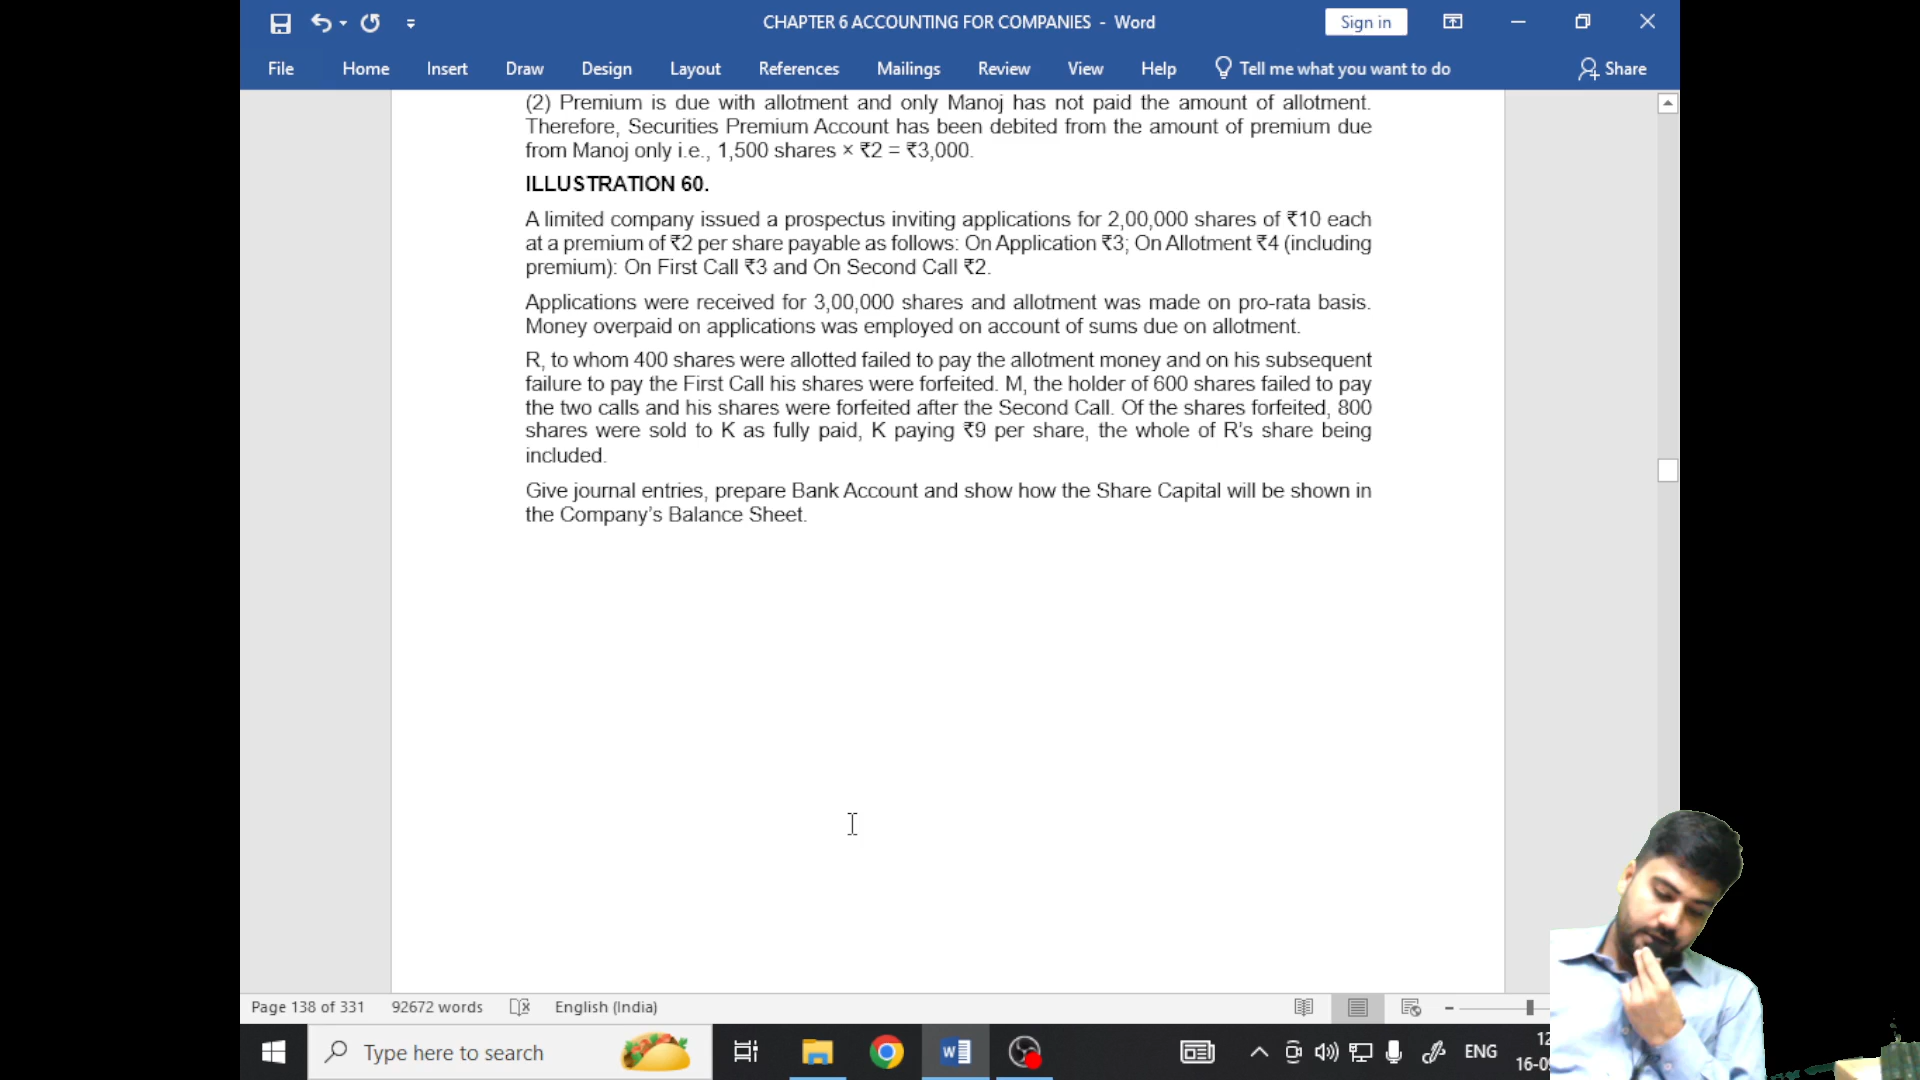 CHAPTER 6 ACCOUNTING FOR COMPANIES - Word
Sign in
File Home Insert Draw Design Layout References Mailings Review View Help Tell me what you want to do Share
(2) Premium is due with allotment and only Manoj has not paid the amount of allotment.
Therefore, Securities Premium Account has been debited from the amount of premium due
from Manoj only i.e., 1,500 shares × ₹2 = ₹3,000.
ILLUSTRATION 60.
A limited company issued a prospectus inviting applications for 2,00,000 shares of ₹10 each
at a premium of ₹2 per share payable as follows: On Application ₹3; On Allotment ₹4 (including
premium): On First Call ₹3 and On Second Call ₹2.
Applications were received for 3,00,000 shares and allotment was made on pro-rata basis.
Money overpaid on applications was employed on account of sums due on allotment.
R, to whom 400 shares were allotted failed to pay the allotment money and on his subsequent
failure to pay the First Call his shares were forfeited. M, the holder of 600 shares failed to pay
the two calls and his shares were forfeited after the Second Call. Of the shares forfeited, 800
shares were sold to K as fully paid, K paying ₹9 per share, the whole of R's share being
included.
Give journal entries, prepare Bank Account and show how the Share Capital will be shown in
the Company's Balance Sheet.
Page 138 of 331 92672 words English (India)
Type here to search
ENG